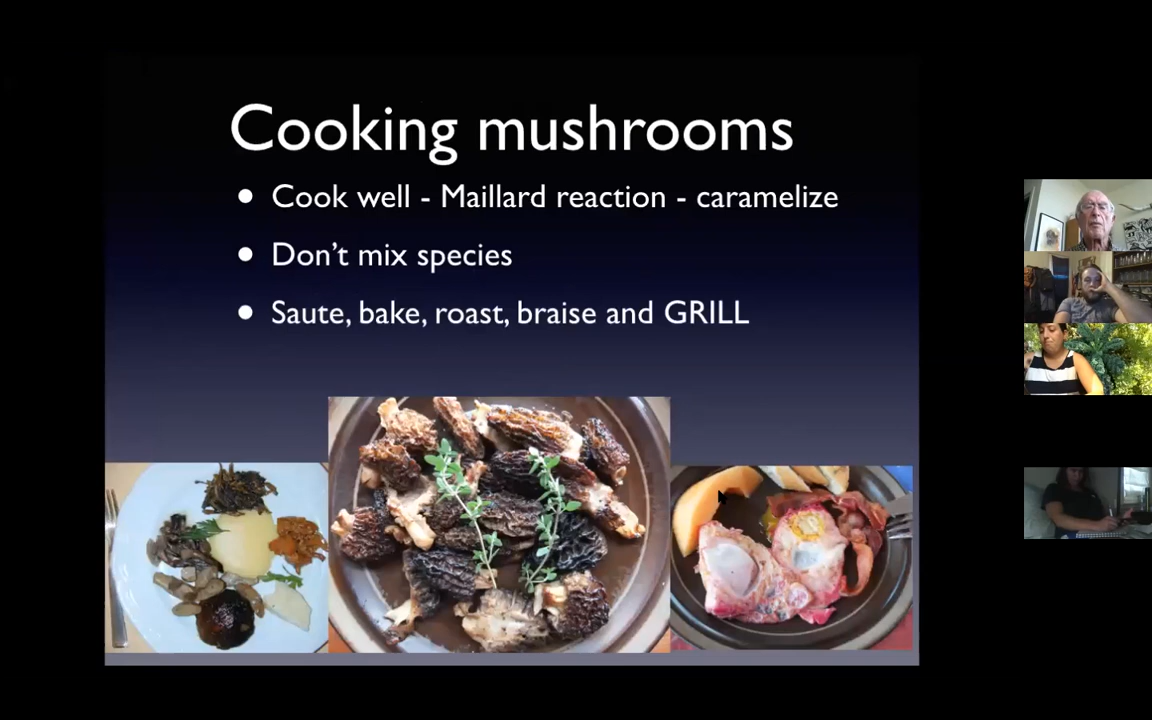 Cooking mushrooms
• Cook well - Maillard reaction - caramelize
• Don't mix species
• Saute, bake, roast, braise and GRILL